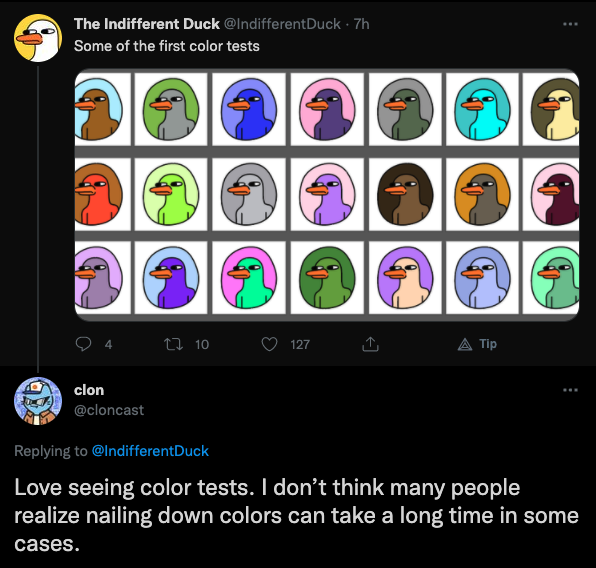 The Indifferent Duck @IndifferentDuck · 7h
Some of the first color tests
4 10 127 Tip
clon
@cloncast
Replying to @IndifferentDuck
Love seeing color tests. I don’t think many people
realize nailing down colors can take a long time in some
cases.